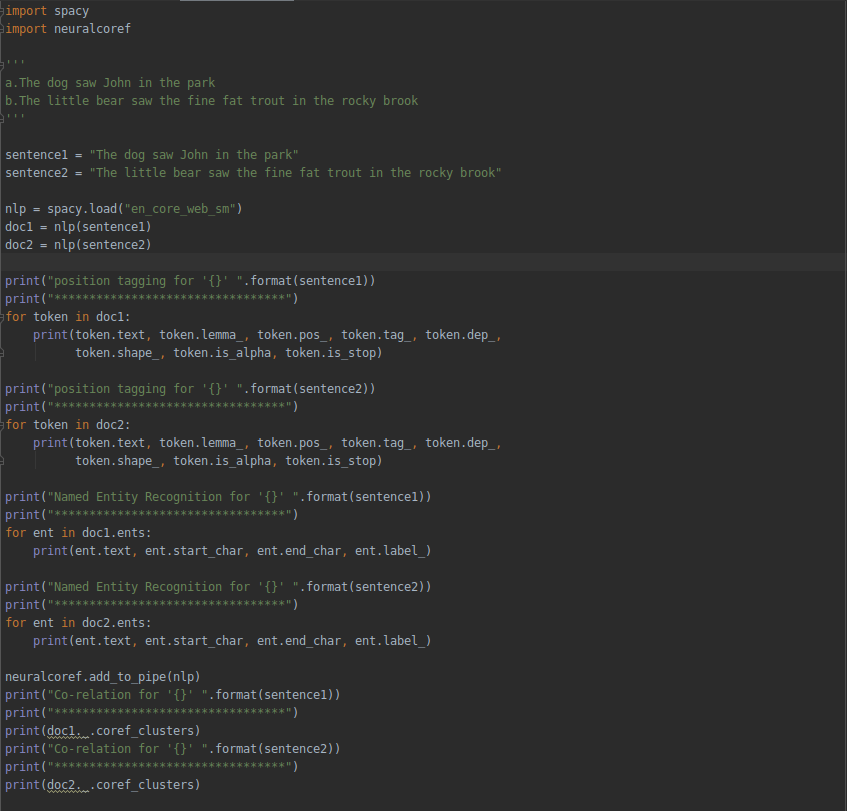 import spacy
import neuralcoref
'''
a.The dog saw John in the park
b.The little bear saw the fine fat trout in the rocky brook
'''
sentence1 = "The dog saw John in the park"
sentence2 = "The little bear saw the fine fat trout in the rocky brook"
nlp = spacy.load("en_core_web_sm")
doc1 = nlp(sentence1)
doc2 = nlp(sentence2)
print("position tagging for '{}' ".format(sentence1))
print("*********************************")
for token in doc1:
    print(token.text, token.lemma_, token.pos_, token.tag_, token.dep_,
          token.shape_, token.is_alpha, token.is_stop)
print("position tagging for '{}' ".format(sentence2))
print("*********************************")
for token in doc2:
    print(token.text, token.lemma_, token.pos_, token.tag_, token.dep_,
          token.shape_, token.is_alpha, token.is_stop)
print("Named Entity Recognition for '{}' ".format(sentence1))
print("*********************************")
for ent in doc1.ents:
    print(ent.text, ent.start_char, ent.end_char, ent.label_)
print("Named Entity Recognition for '{}' ".format(sentence2))
print("*********************************")
for ent in doc2.ents:
    print(ent.text, ent.start_char, ent.end_char, ent.label_)
neuralcoref.add_to_pipe(nlp)
print("Co-relation for '{}' ".format(sentence1))
print("*********************************")
print(doc1._.coref_clusters)
print("Co-relation for '{}' ".format(sentence2))
print("*********************************")
print(doc2._.coref_clusters)